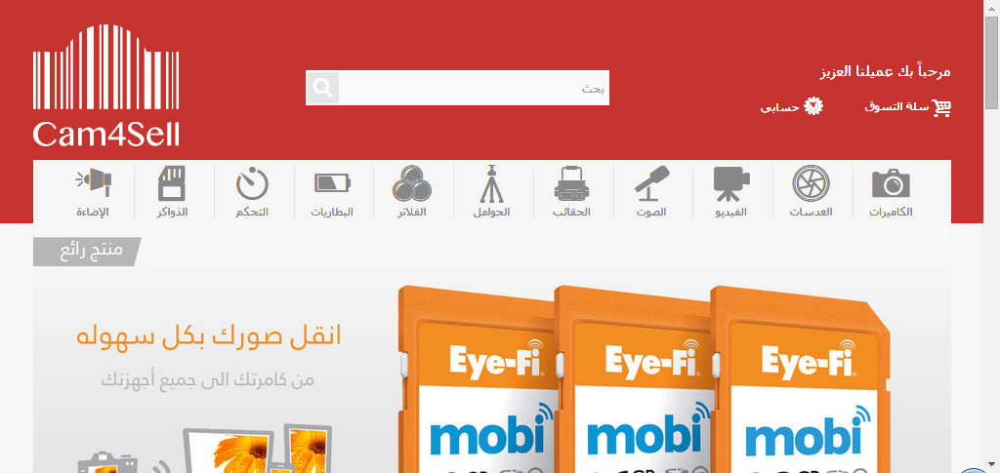 Cam4Sell
بحث
مرحباً بك عميلنا العزيز
سلة التسوق
حسابي
الكاميرات
العدسات
الفيديو
الصوت
الحقائب
الحوامل
الفلاتر
البطاريات
التحكم
الذواكر
الإضاءة
منتج رائع
انقل صورك بكل سهوله
من كامرتك الى جميع أجهزتك
Eye-Fi Eye-Fi Eye-Fi
mobi mobi mobi